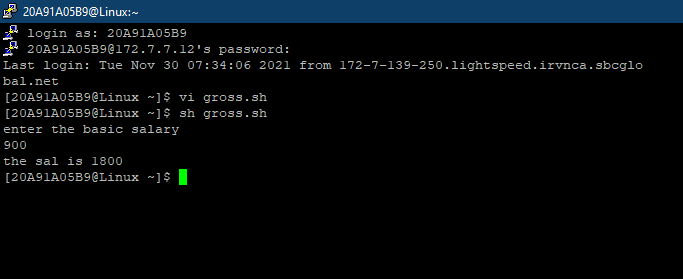 20A91A05B9@Linux:~
login as: 20A91A05B9
20A91A05B9@172.7.7.12's password:
Last login: Tue Nov 30 07:34:06 2021 from 172-7-139-250.lightspeed.irvnca.sbcglo
bal.net
[20A91A05B9@Linux ~]$ vi gross.sh
[20A91A05B9@Linux ~]$ sh gross.sh
enter the basic salary
900
the sal is 1800
[20A91A05B9@Linux ~]$